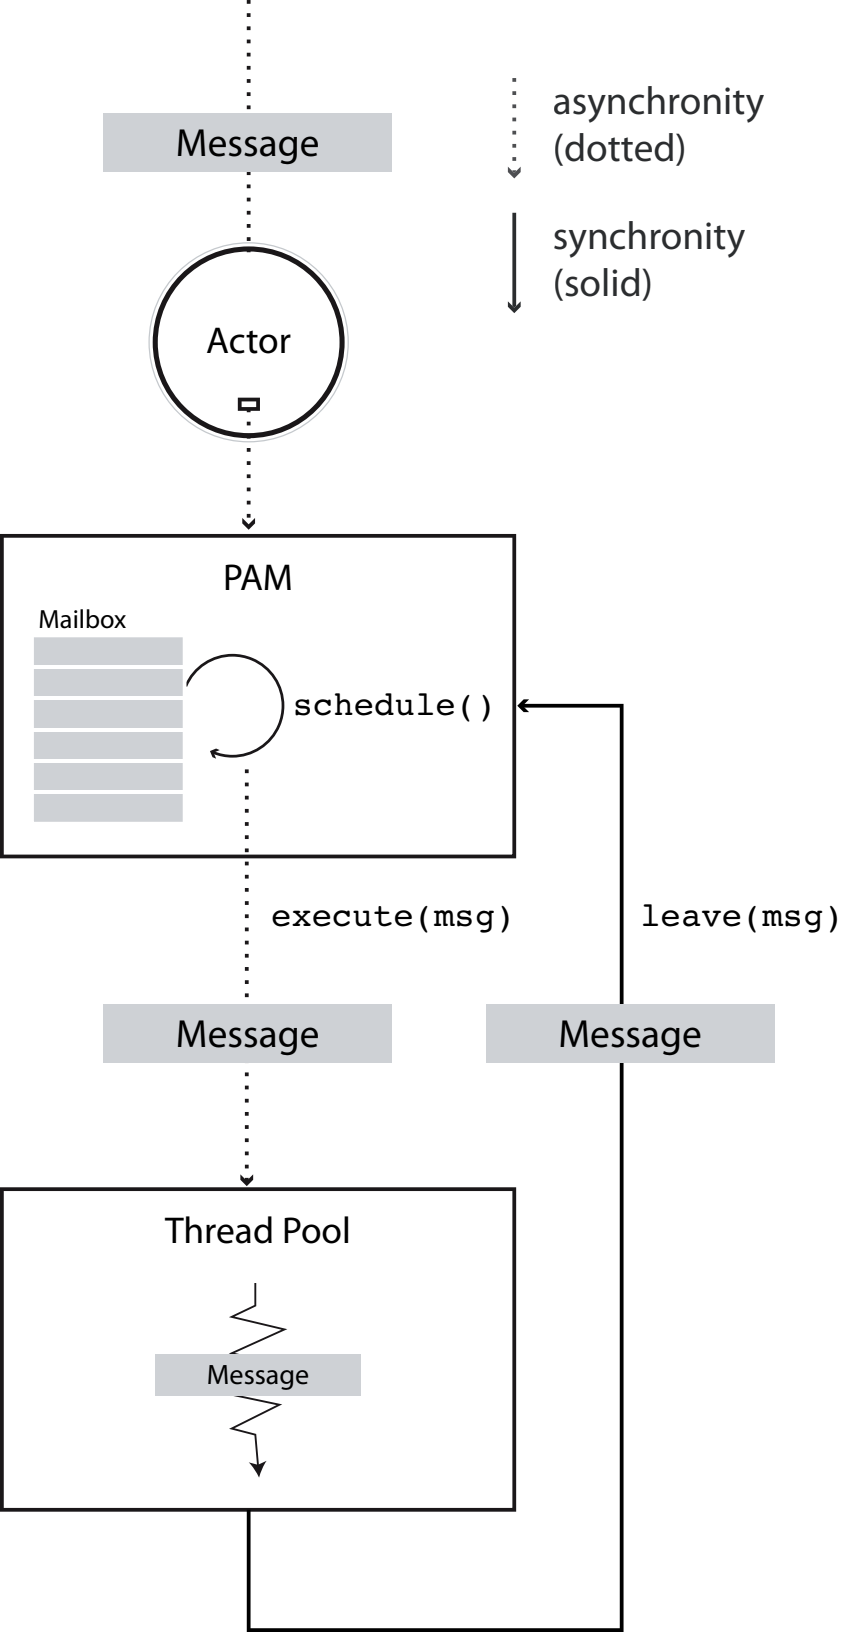 Message
asynchronity
(dotted)
synchronity
(solid)
Actor
PAM
Mailbox
schedule()
execute(msg)
leave(msg)
Message
Message
Thread Pool
Message